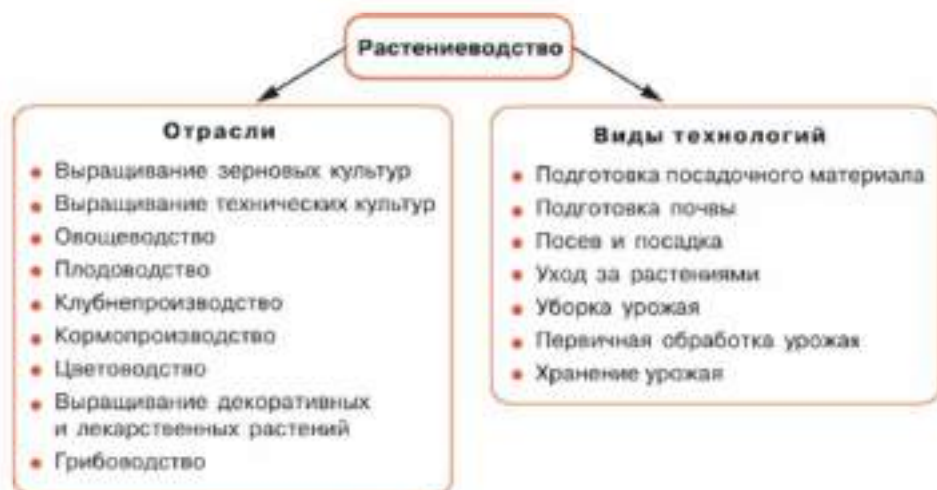 Растениеводство
Отрасли
• Выращивание зерновых культур
• Выращивание технических культур
• Овощеводство
• Плодоводство
• Клубнепроизводство
• Кормопроизводство
• Цветоводство
• Выращивание декоративных
и лекарственных растений
• Грибоводство
Виды технологий
• Подготовка посадочного материала
• Подготовка почвы
• Посев и посадка
• Уход за растениями
• Уборка урожая
• Первичная обработка урожая
• Хранение урожая